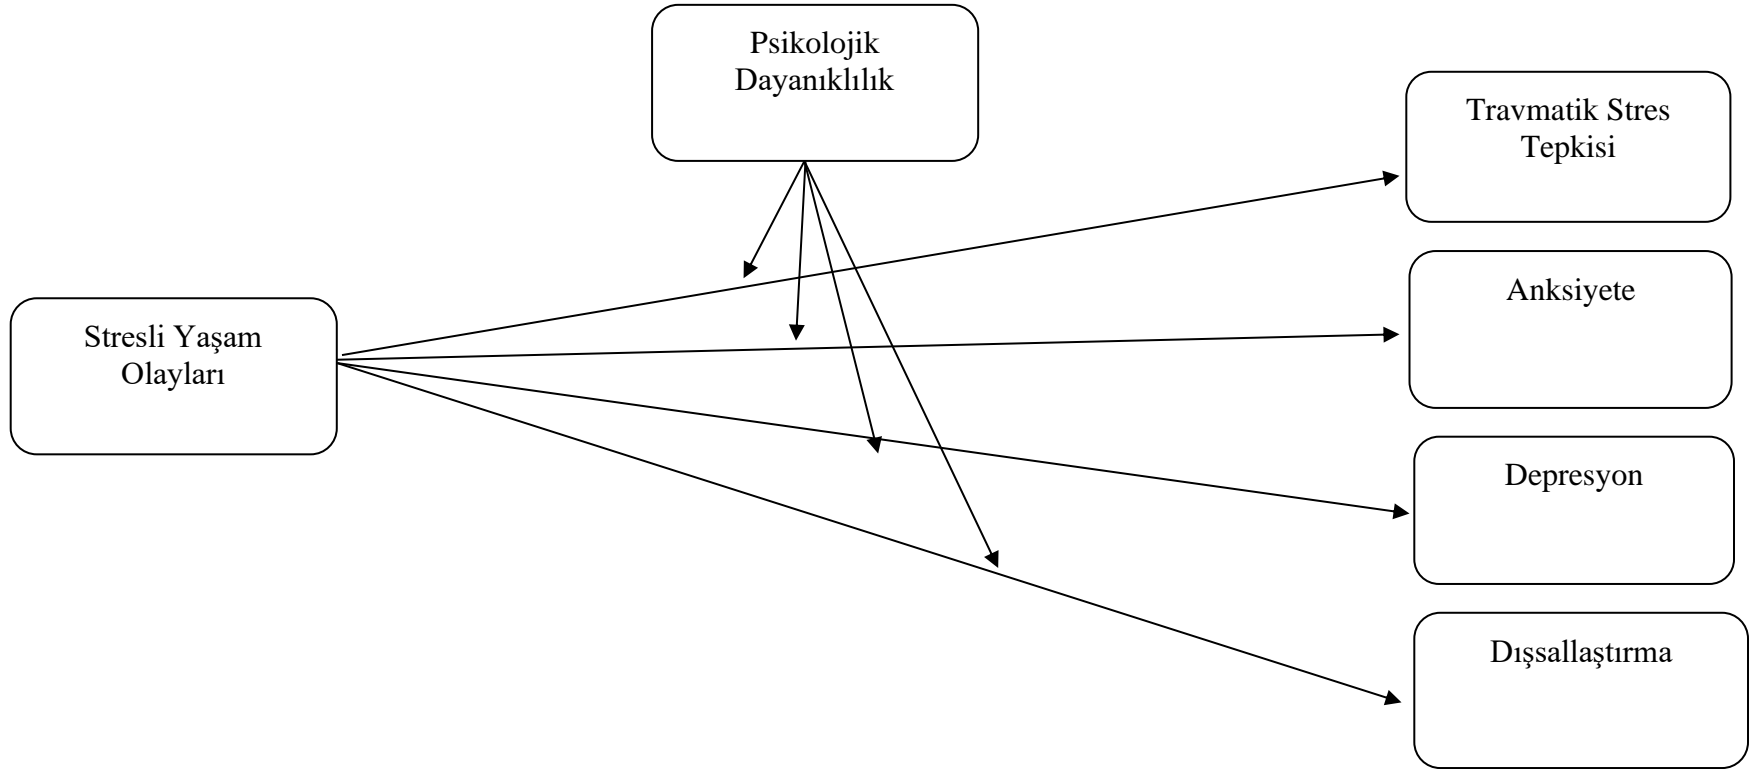 Psikolojik
Dayanıklılık
Travmatik Stres
Tepkisi
Anksiyete
Stresli Yaşam
Olayları
Depresyon
Dışsallaştırma